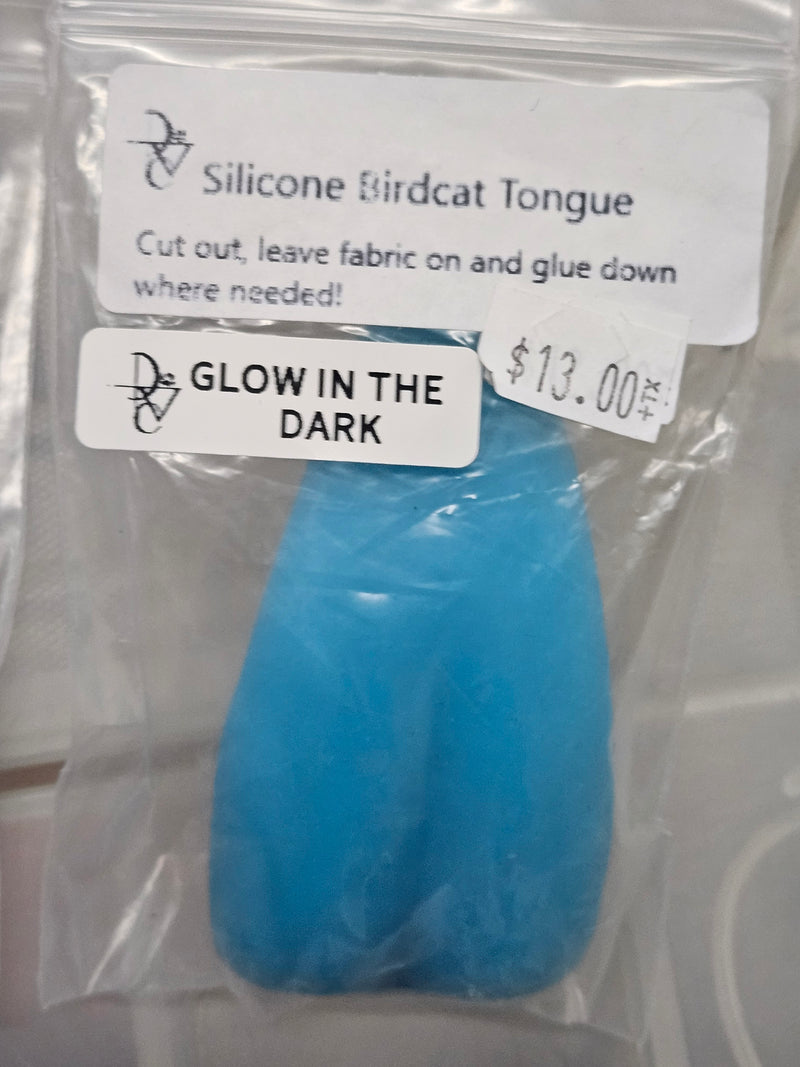 Silicone Birdcat Tongue
Cut out, leave fabric on and glue down
where needed!
GLOW IN THE
DARK
$13.00+TX